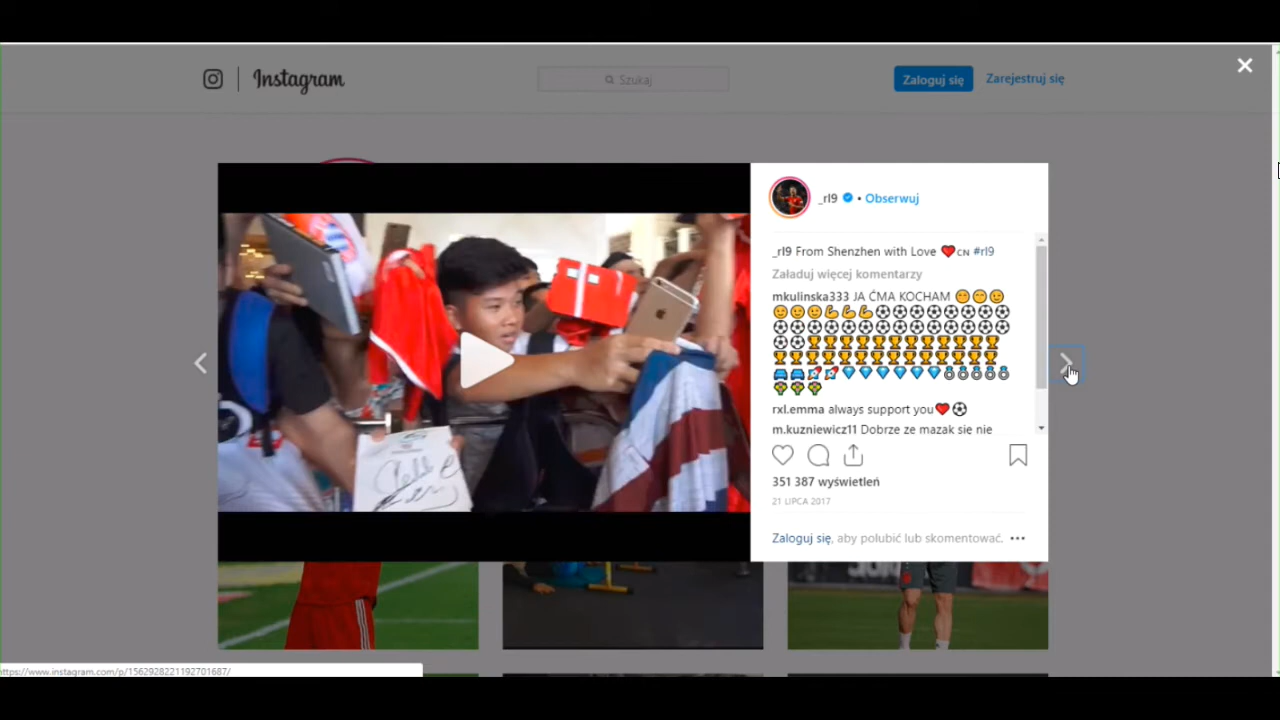 Instagram
Szukaj
Zaloguj się
Zarejestruj się
_rl9 • Obserwuj
_rl9 From Shenzhen with Love ❤️ CN #rl9
Załaduj więcej komentarzy
mkulinska333 JA ĆMA KOCHAM
rxl.emma always support you❤️⚽
m.kuzniewicz11 Dobrze ze mazak się nie
351 387 wyświetleń
21 LIPCA 2017
Zaloguj się, aby polubić lub skomentować.
https://www.instagram.com/p/1562928221192701687/